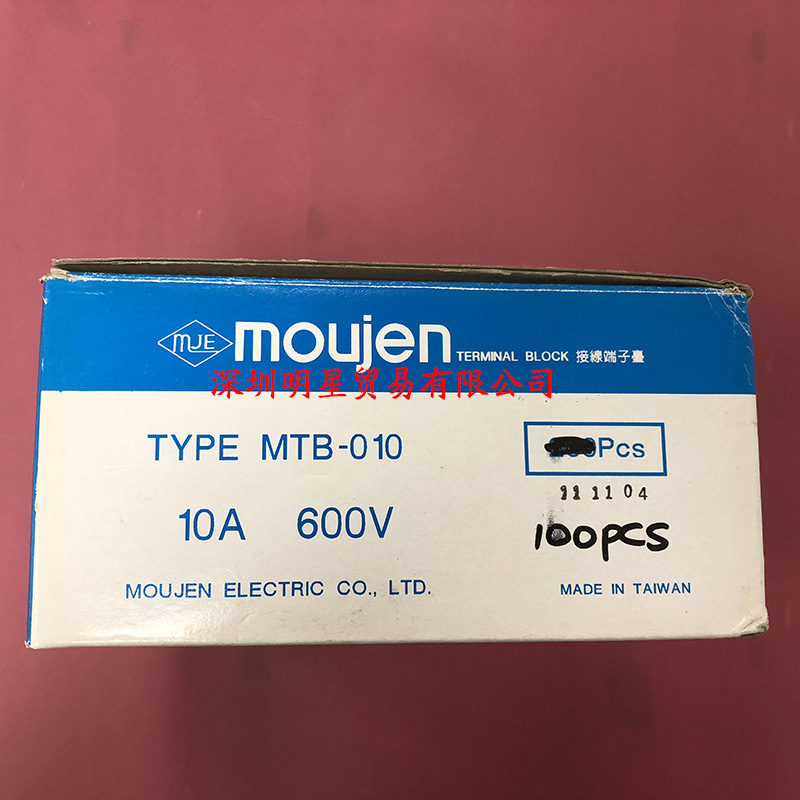 MJE moujen TERMINAL BLOCK 接線端子臺
深圳明星贸易有限公司
TYPE MTB-010
Pcs
11 11 04
10A 600V
100PCS
MOUJEN ELECTRIC CO., LTD.
MADE IN TAIWAN